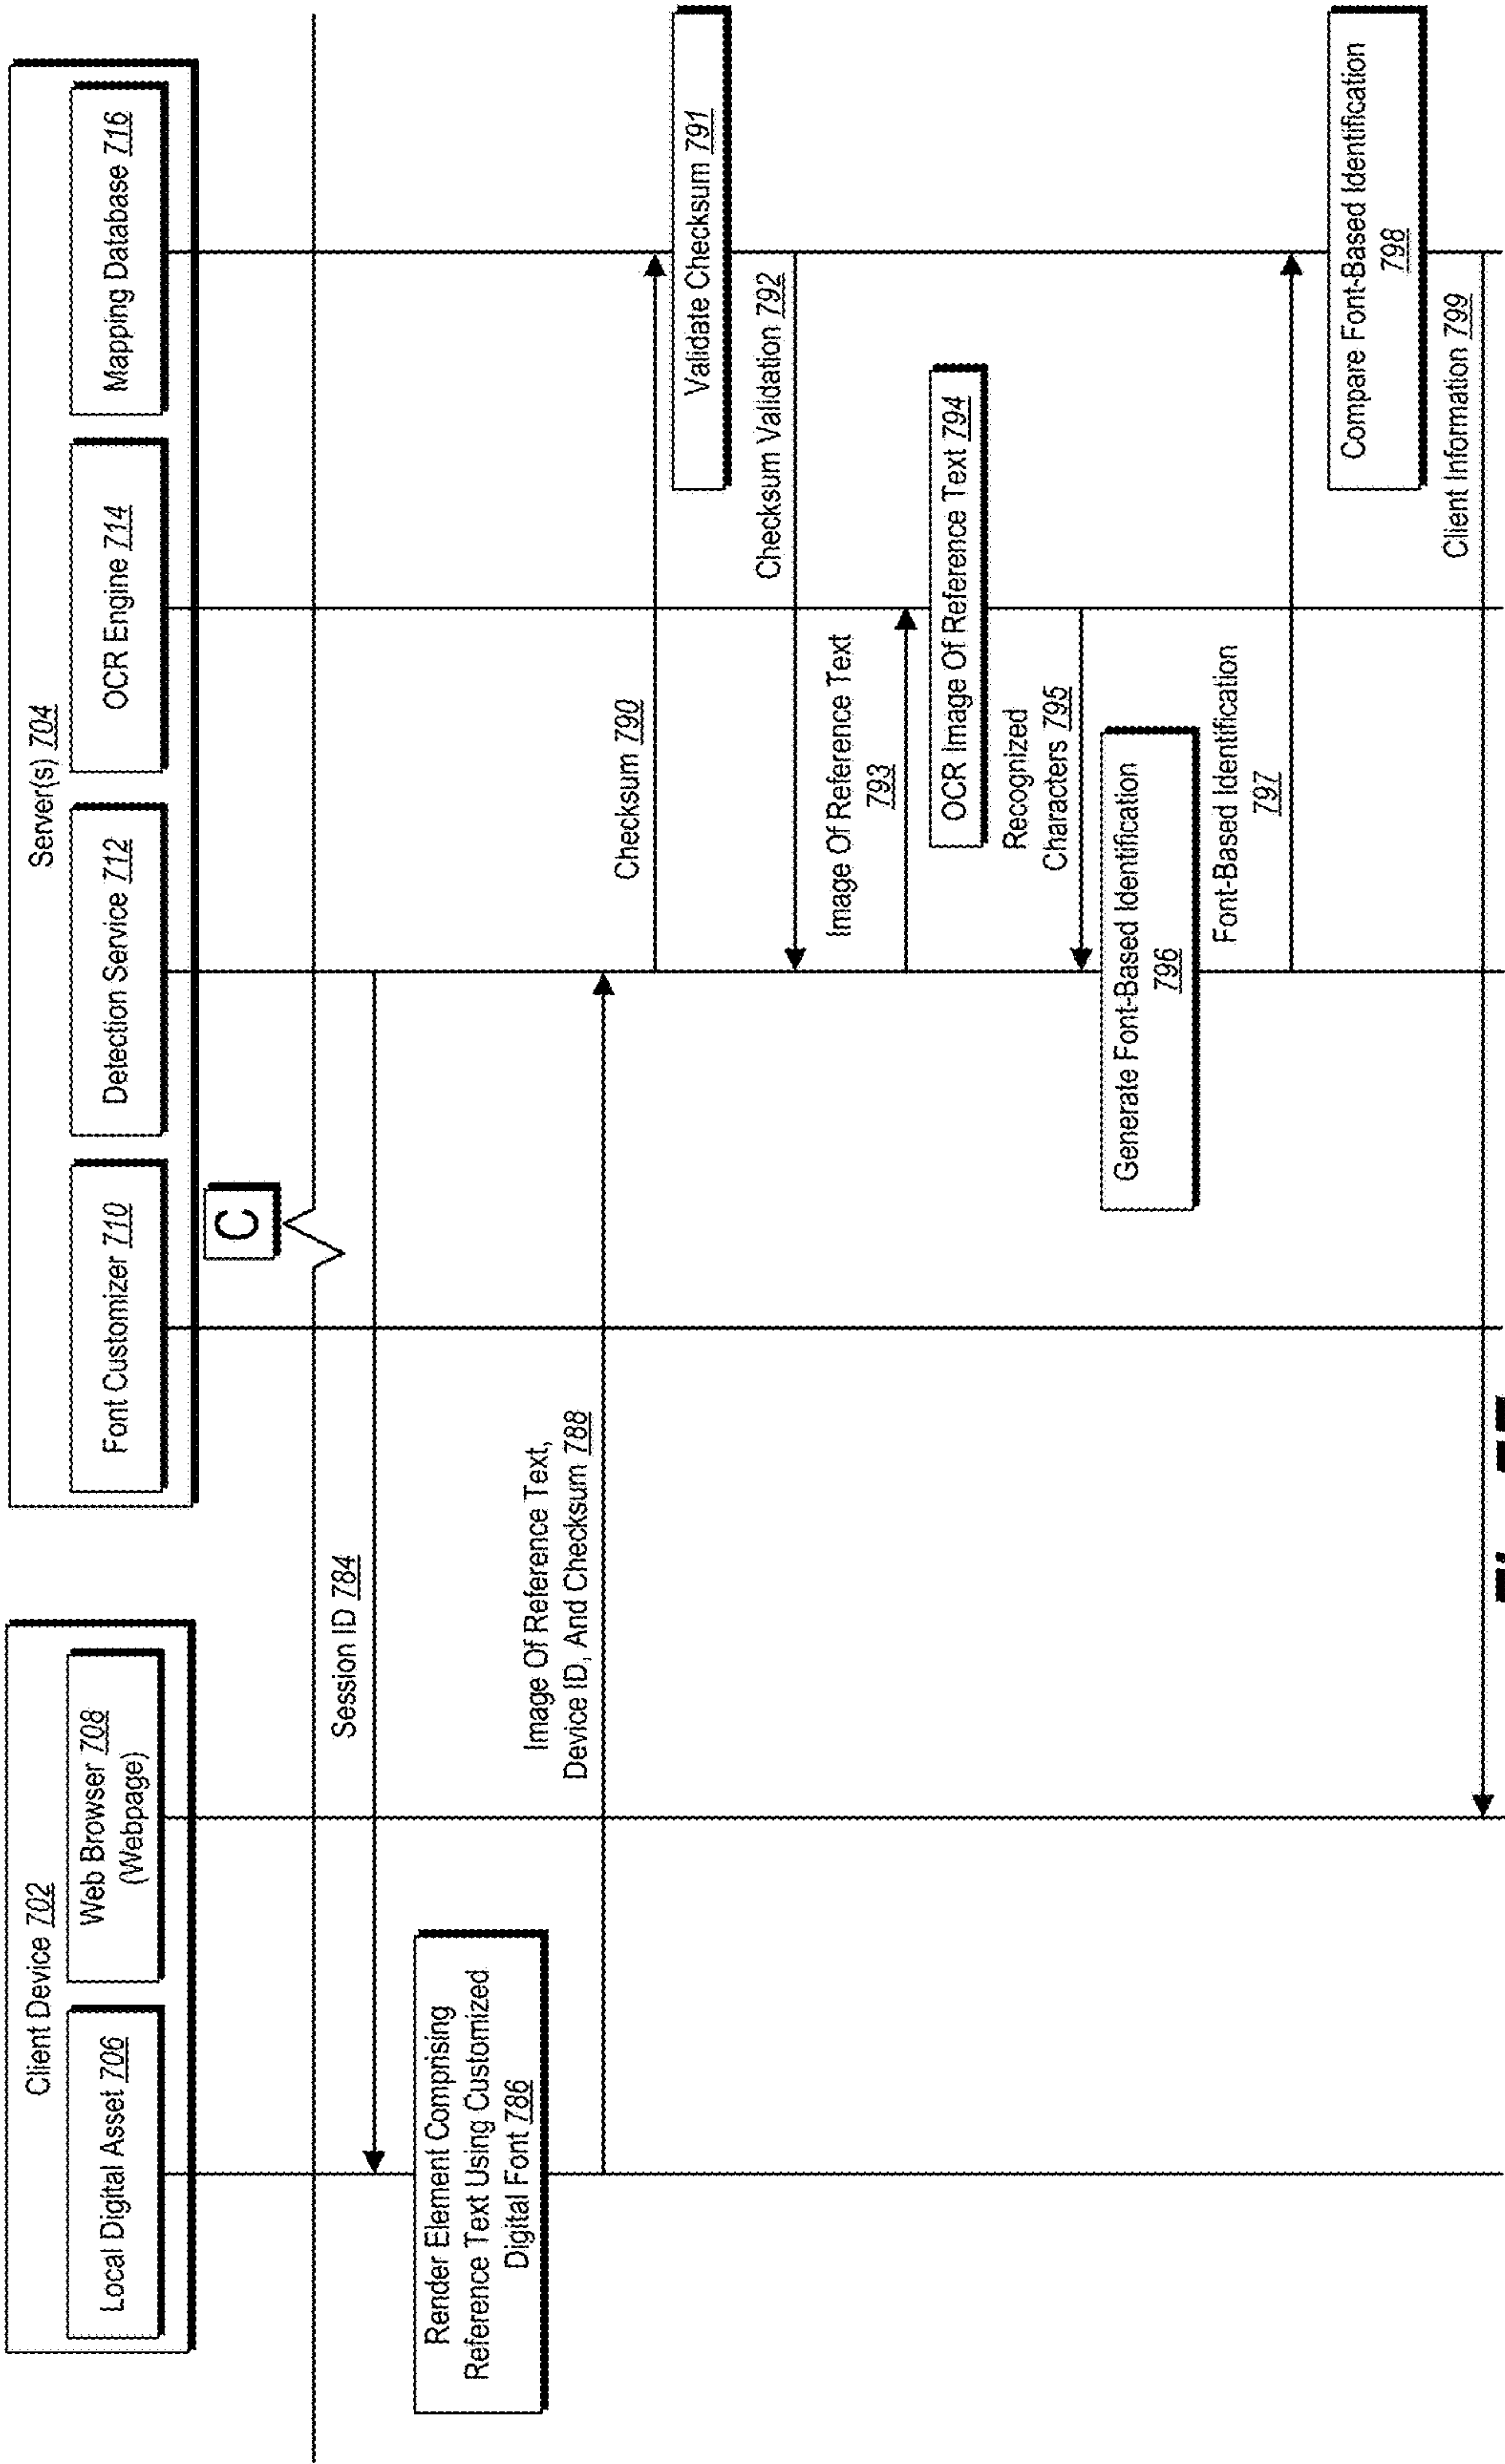 Client Device 702
Local Digital Asset 706
Web Browser 708
(Webpage)
Server(s) 704
Font Customizer 710
Detection Service 712
OCR Engine 714
Mapping Database 716
C
Session ID 784
Render Element Comprising
Reference Text Using Customized
Digital Font 786
Image Of Reference Text,
Device ID, And Checksum 788
Checksum 790
Validate Checksum 791
Checksum Validation 792
Image Of Reference Text
793
OCR Image Of Reference Text 794
Recognized
Characters 795
Generate Font-Based Identification
796
Font-Based Identification
797
Compare Font-Based Identification
798
Client Information 799